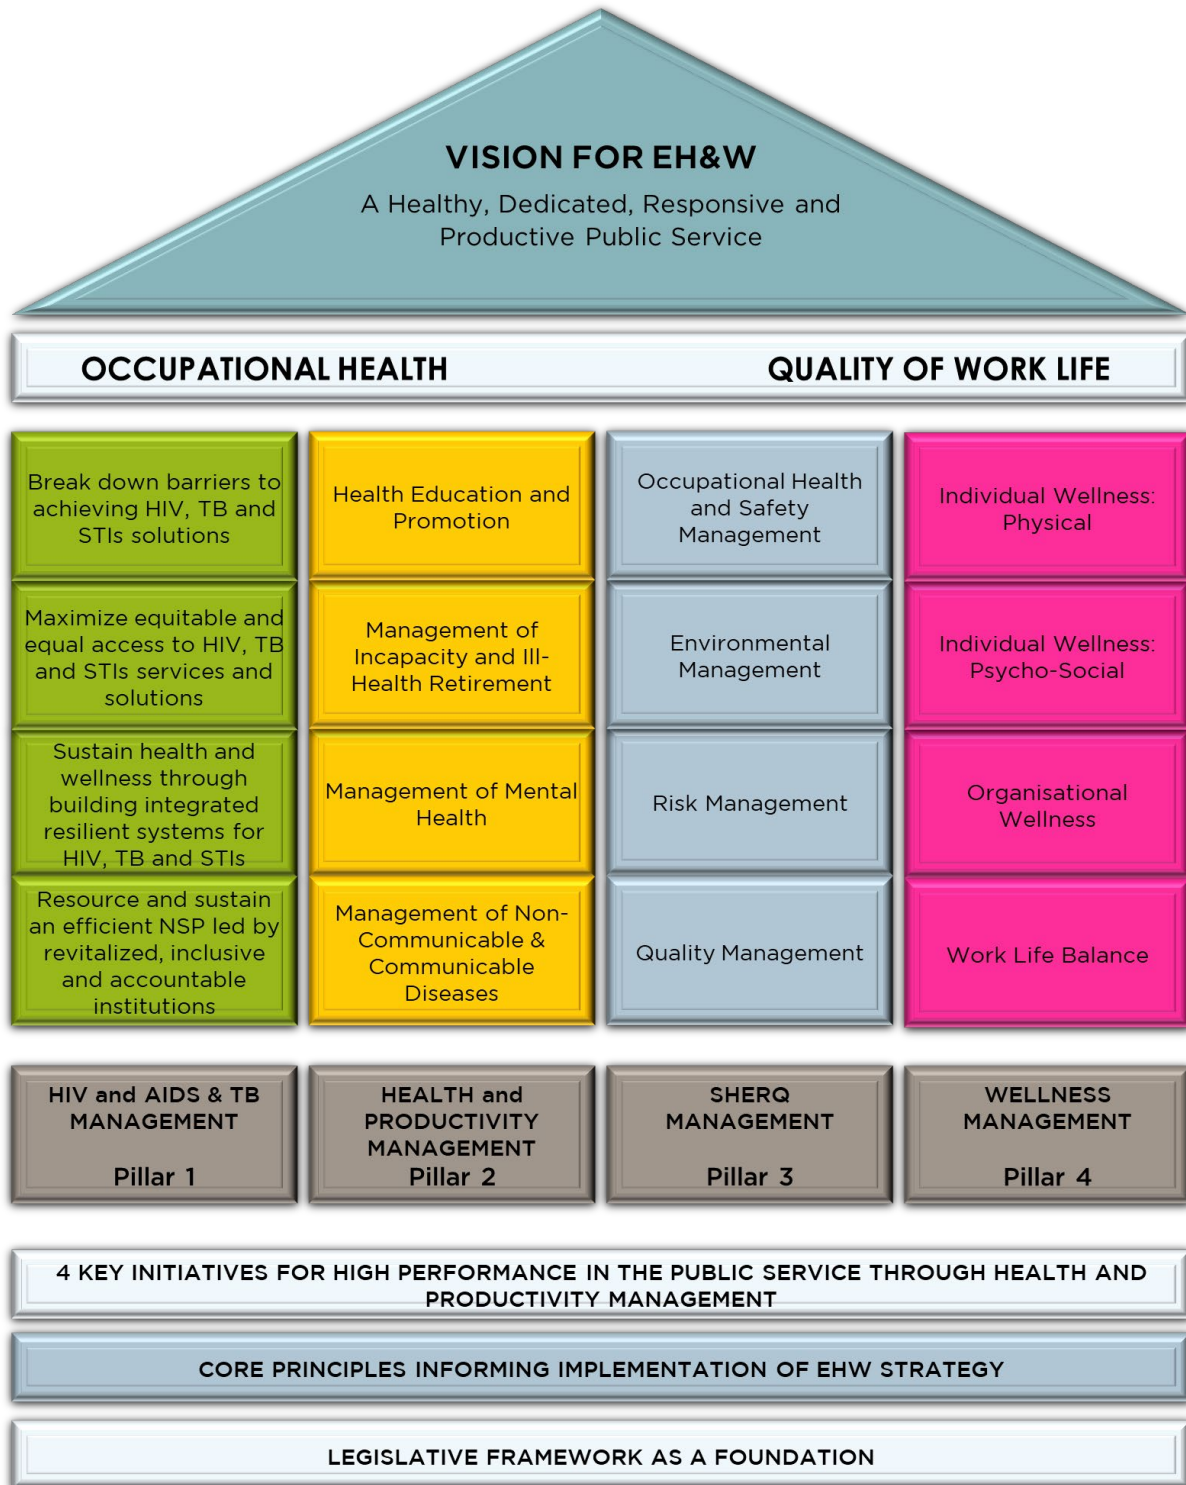 VISION FOR EH&W
A Healthy, Dedicated, Responsive and
Productive Public Service
OCCUPATIONAL HEALTH
QUALITY OF WORK LIFE
Break down barriers to
achieving HIV, TB and
STIs solutions
Maximize equitable and
equal access to HIV, TB
and STIs services and
solutions
Sustain health and
wellness through
building integrated
resilient systems for
HIV, TB and STIs
Resource and sustain
an efficient NSP led by
revitalized, inclusive
and accountable
institutions
HIV and AIDS & TB
MANAGEMENT
Pillar 1
Health Education and
Promotion
Management of
Incapacity and Ill-
Health Retirement
Management of Mental
Health
Management of Non-
Communicable &
Communicable
Diseases
HEALTH and
PRODUCTIVITY
MANAGEMENT
Pillar 2
Occupational Health
and Safety
Management
Environmental
Management
Risk Management
Quality Management
SHERQ
MANAGEMENT
Pillar 3
Individual Wellness:
Physical
Individual Wellness:
Psycho-Social
Organisational
Wellness
Work Life Balance
WELLNESS
MANAGEMENT
Pillar 4
4 KEY INITIATIVES FOR HIGH PERFORMANCE IN THE PUBLIC SERVICE THROUGH HEALTH AND
PRODUCTIVITY MANAGEMENT
CORE PRINCIPLES INFORMING IMPLEMENTATION OF EHW STRATEGY
LEGISLATIVE FRAMEWORK AS A FOUNDATION